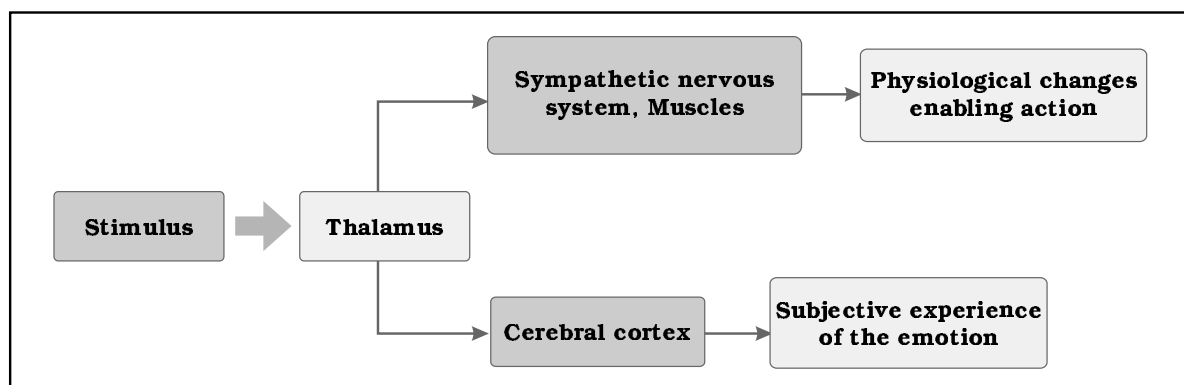 Sympathetic nervous
system, Muscles
Physiological changes
enabling action
Stimulus
Thalamus
Cerebral cortex
Subjective experience
of the emotion